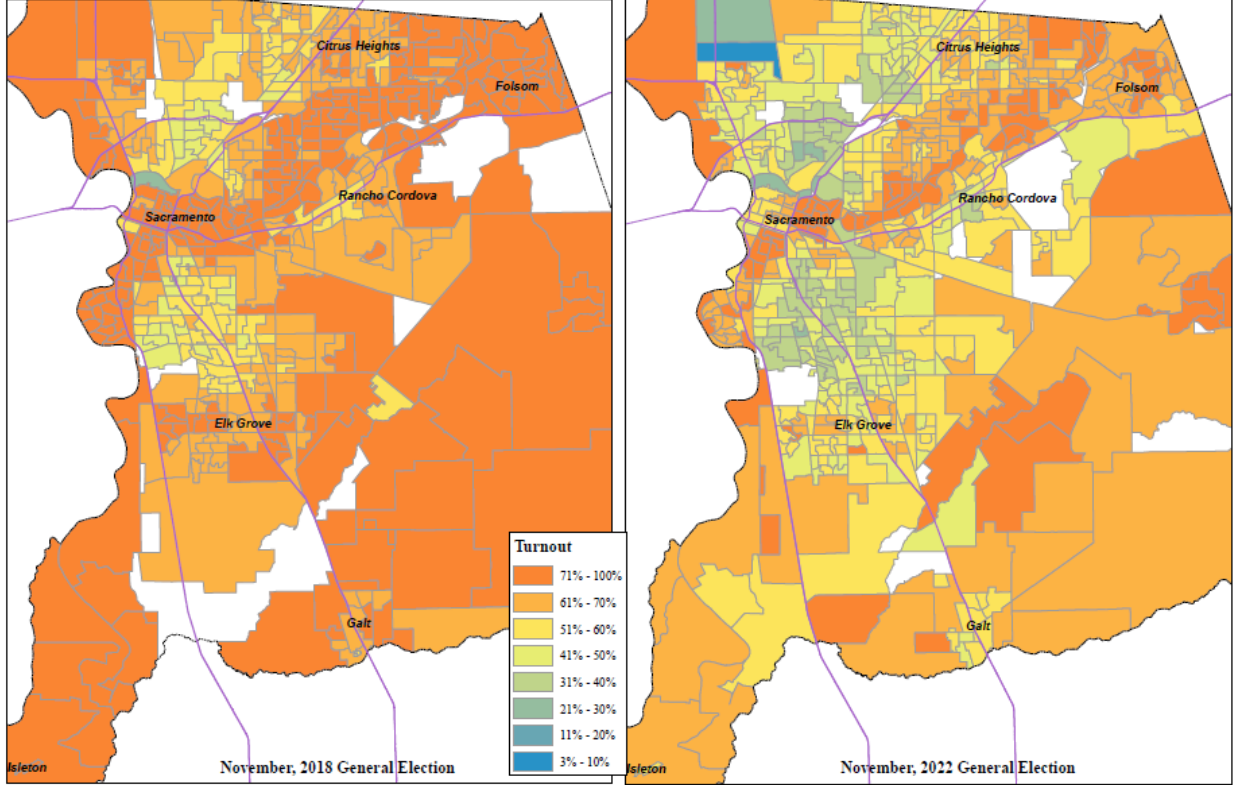 Citrus Heights
Folsom
Rancho Cordova
Sacramento
Elk Grove
Galt
Isleton
November, 2018 General Election
Turnout
71% - 100%
61% - 70%
51% - 60%
41% - 50%
31% - 40%
21% - 30%
11% - 20%
3% - 10%
Citrus Heights
Folsom
Rancho Cordova
Sacramento
Elk Grove
Galt
Isleton
November, 2022 General Election